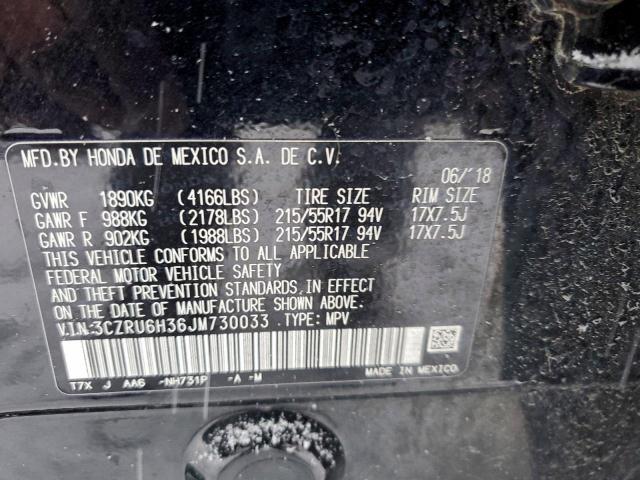 MFD.BY HONDA DE MEXICO S.A. DE C.V.
06/'18
GVWR 1890KG (4166LBS) TIRE SIZE RIM SIZE
GAWR F 988KG (2178LBS) 215/55R17 94V 17X7.5J
GAWR R 902KG (1988LBS) 215/55R17 94V 17X7.5J
THIS VEHICLE CONFORMS TO ALL APPLICABLE
FEDERAL MOTOR VEHICLE SAFETY
AND THEFT PREVENTION STANDARDS, IN EFFECT
ON THE DATE OF MANUFACTURE SHOWN ABOVE.
V.I.N:3CZRU6H36JM730033 TYPE: MPV
T7X J AA6 -NH731P -A -M MADE IN MEXICO